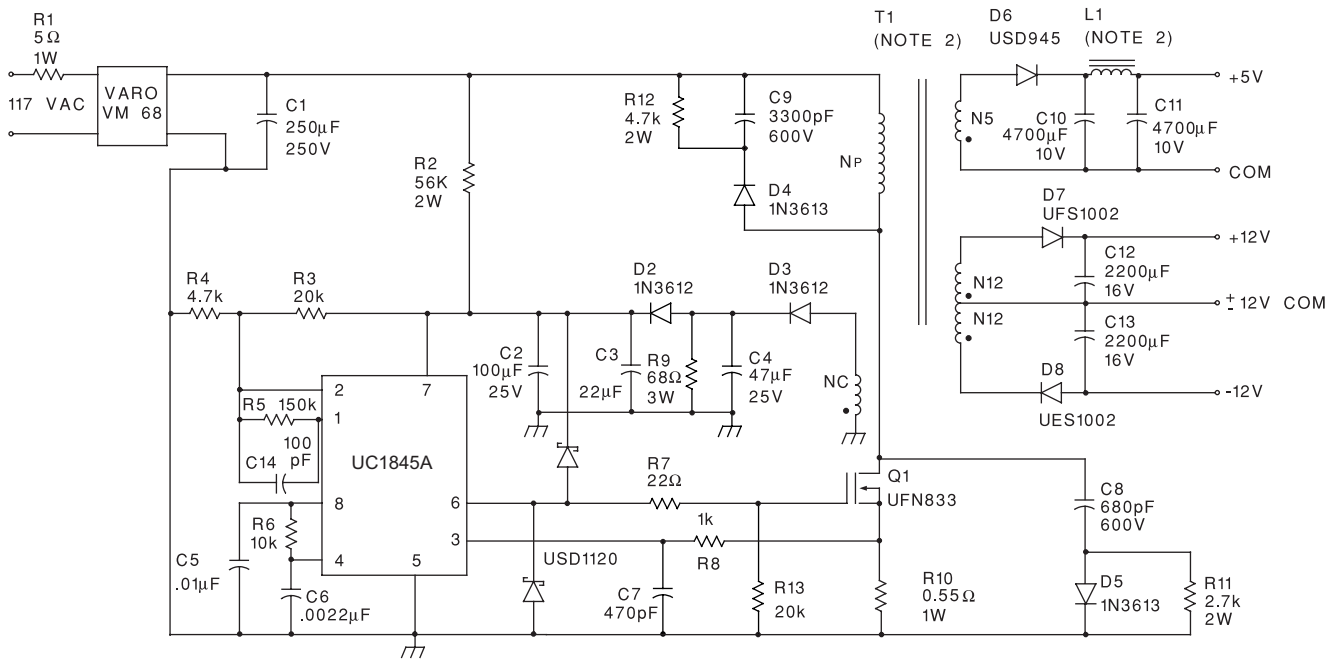 R1
5Ω
1W
117 VAC
VARO
VM 68
C1
250µF
250V
R2
56K
2W
R12
4.7k
2W
C9
3300pF
600V
D4
1N3613
NP
T1
(NOTE 2)
D6
USD945
L1
(NOTE 2)
N5
C10
4700µF
10V
C11
4700µF
10V
+5V
COM
D7
UFS1002
N12
N12
C12
2200µF
16V
C13
2200µF
16V
D8
UES1002
+12V
± 12V COM
-12V
R4
4.7k
R3
20k
D2
1N3612
D3
1N3612
C2
100µF
25V
C3
22µF
R9
68Ω
3W
C4
47µF
25V
NC
R5 150k
C14
100
pF
2
1
7
UC1845A
8
4
5
6
3
R6
10k
C5
.01µF
C6
.0022µF
USD1120
R7
22Ω
1k
R8
C7
470pF
R13
20k
Q1
UFN833
R10
0.55Ω
1W
C8
680pF
600V
D5
1N3613
R11
2.7k
2W